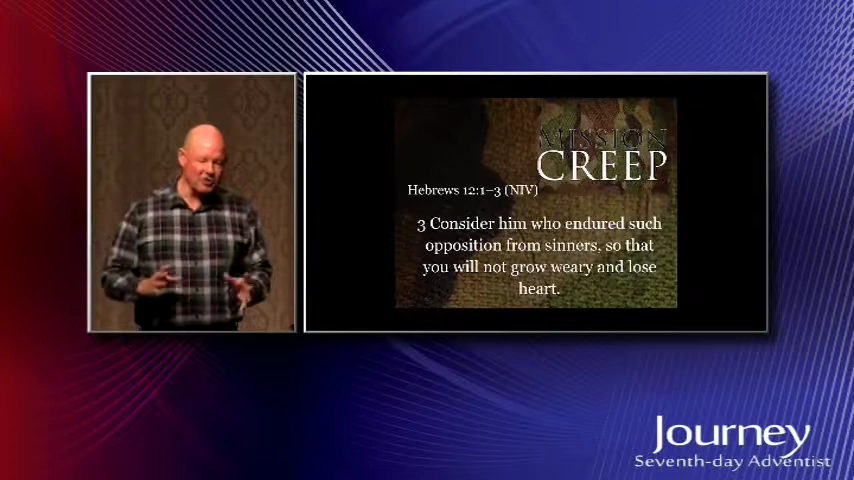 MISSION
CREEP
Hebrews 12:1–3 (NIV)
3 Consider him who endured such
opposition from sinners, so that
you will not grow weary and lose
heart.
Journey
Seventh-day Adventist